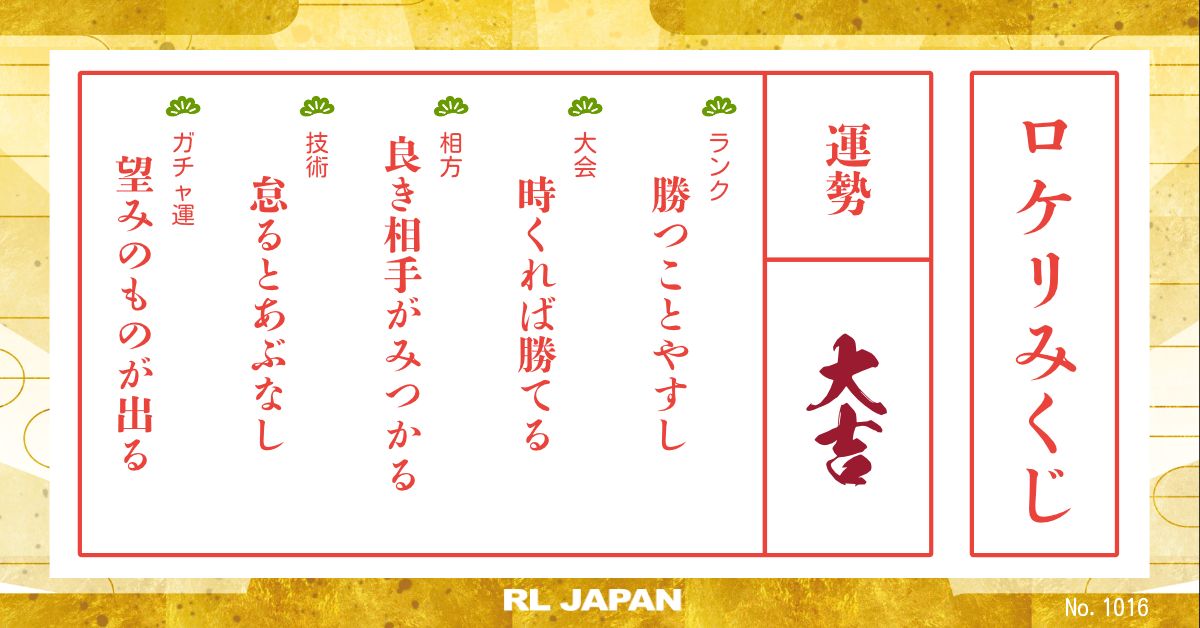 ロケリみくじ
運勢
大吉
ランク
勝つことやすし
大会
時くれば勝てる
相方
良き相手がみつかる
技術
怠るとあぶなし
ガチャ運
望みのものが出る
RL JAPAN
No. 1016